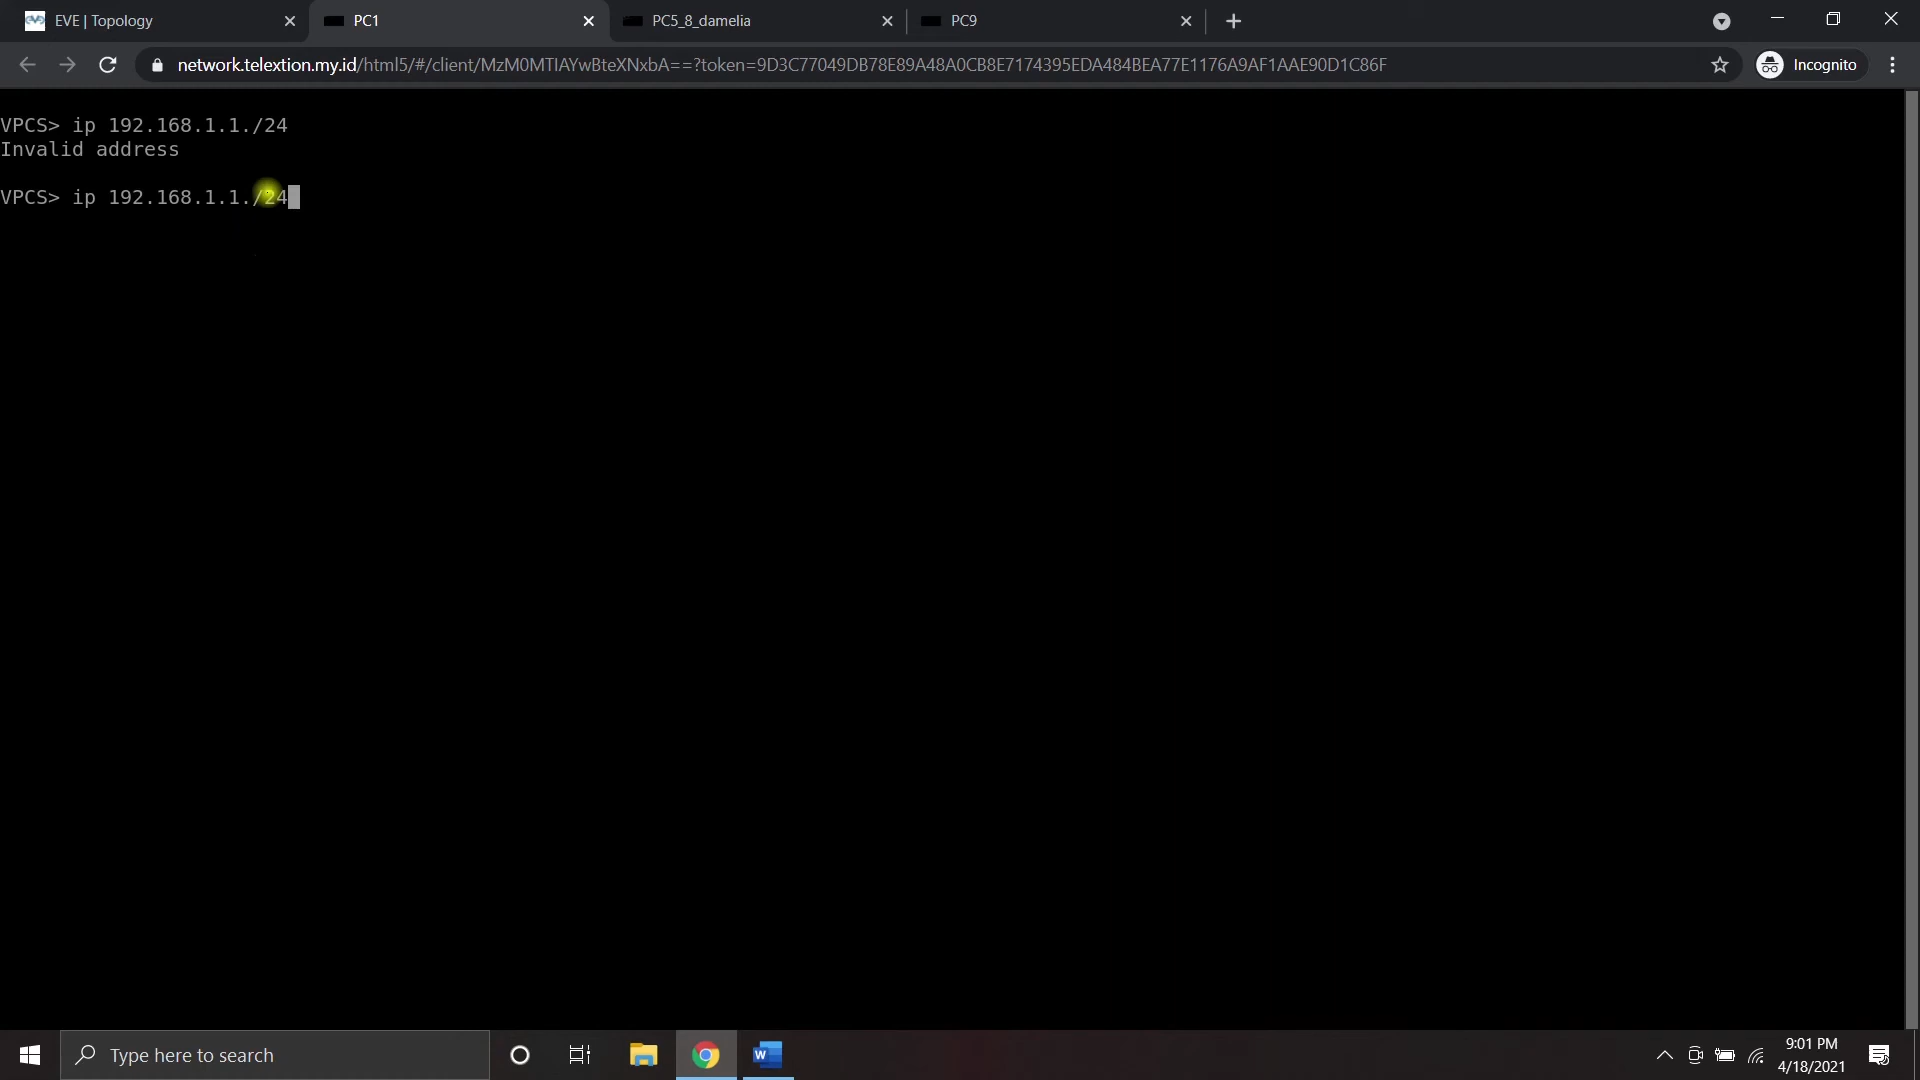 EVE | Topology
PC1
PC5_8_damelia
PC9
network.telextion.my.id/html5/#/client/MzM0MTIAYwBteXNxbA==?token=9D3C77049DB78E89A48A0CB8E7174395EDA484BEA77E1176A9AF1AAE90D1C86F
Incognito
VPCS> ip 192.168.1.1./24
Invalid address
VPCS> ip 192.168.1.1./24
Type here to search
9:01 PM
4/18/2021